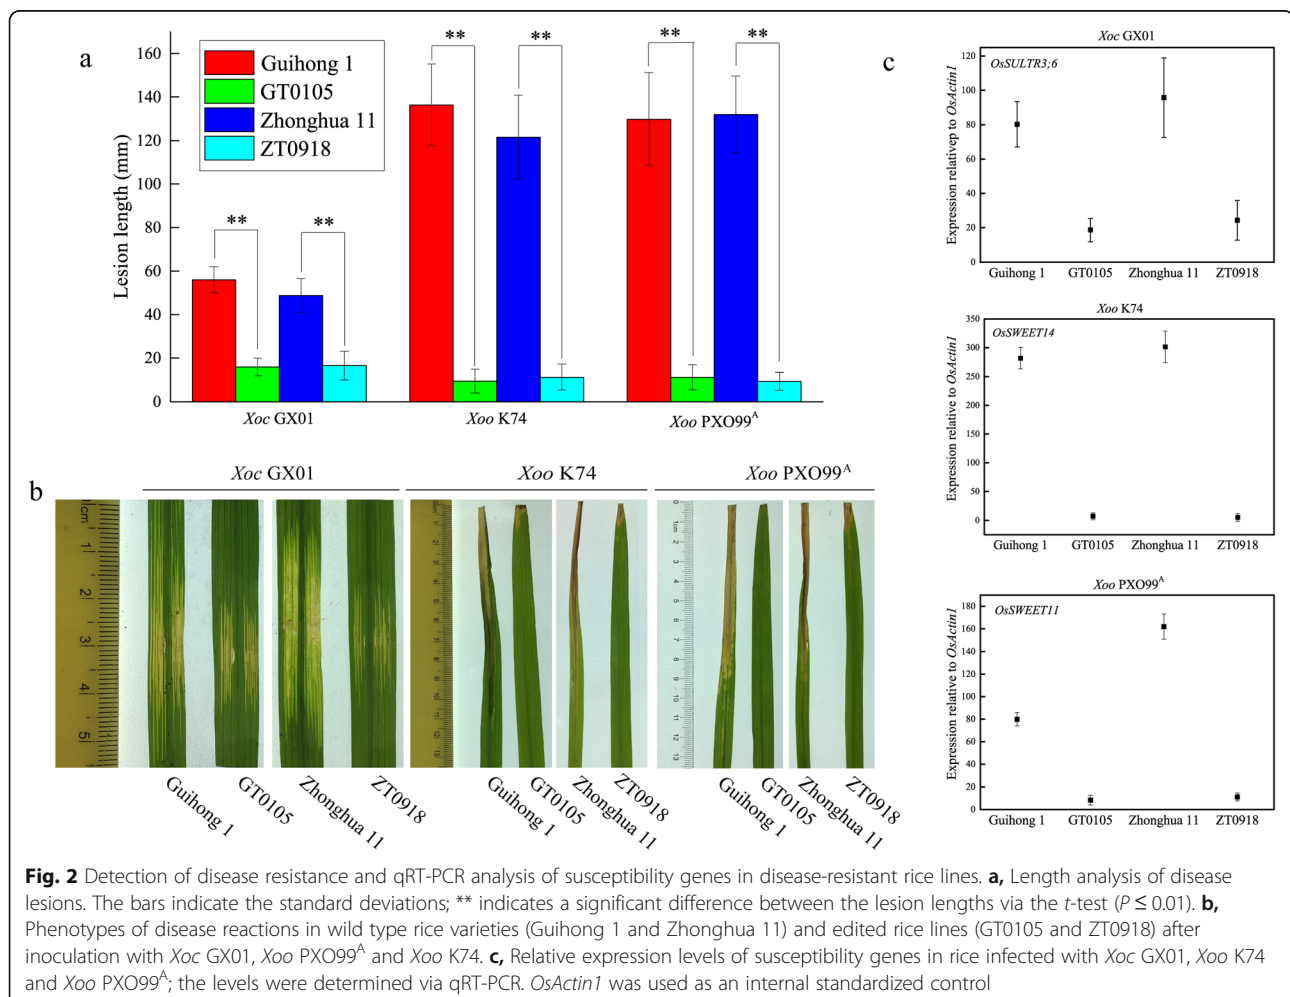 a
160
140
120
100
80
60
40
20
0
Lesion length (mm)
Guihong 1
GT0105
Zhonghua 11
ZT0918
** ** ** ** ** **
Xoc GX01 Xoo K74 Xoo PXO99A
b
Xoc GX01 Xoo K74 Xoo PXO99A
Guihong 1 GT0105 Zhonghua 11 ZT0918 Guihong 1 GT0105 Zhonghua 11 ZT0918 Guihong 1 GT0105 Zhonghua 11 ZT0918
c
Xoc GX01
OsSULTR3;6
Expression relativep to OsActin1
120
100
80
60
40
20
0
Guihong 1 GT0105 Zhonghua 11 ZT0918
Xoo K74
OsSWEET14
Expression relative to OsActin1
350
300
250
200
150
100
50
0
Guihong 1 GT0105 Zhonghua 11 ZT0918
Xoo PXO99A
OsSWEET11
Expression relative to OsActin1
180
160
140
120
100
80
60
40
20
0
Guihong 1 GT0105 Zhonghua 11 ZT0918
Fig. 2 Detection of disease resistance and qRT-PCR analysis of susceptibility genes in disease-resistant rice lines. a, Length analysis of disease
lesions. The bars indicate the standard deviations; ** indicates a significant difference between the lesion lengths via the t-test (P ≤ 0.01). b,
Phenotypes of disease reactions in wild type rice varieties (Guihong 1 and Zhonghua 11) and edited rice lines (GT0105 and ZT0918) after
inoculation with Xoc GX01, Xoo PXO99A and Xoo K74. c, Relative expression levels of susceptibility genes in rice infected with Xoc GX01, Xoo K74
and Xoo PXO99A; the levels were determined via qRT-PCR. OsActin1 was used as an internal standardized control